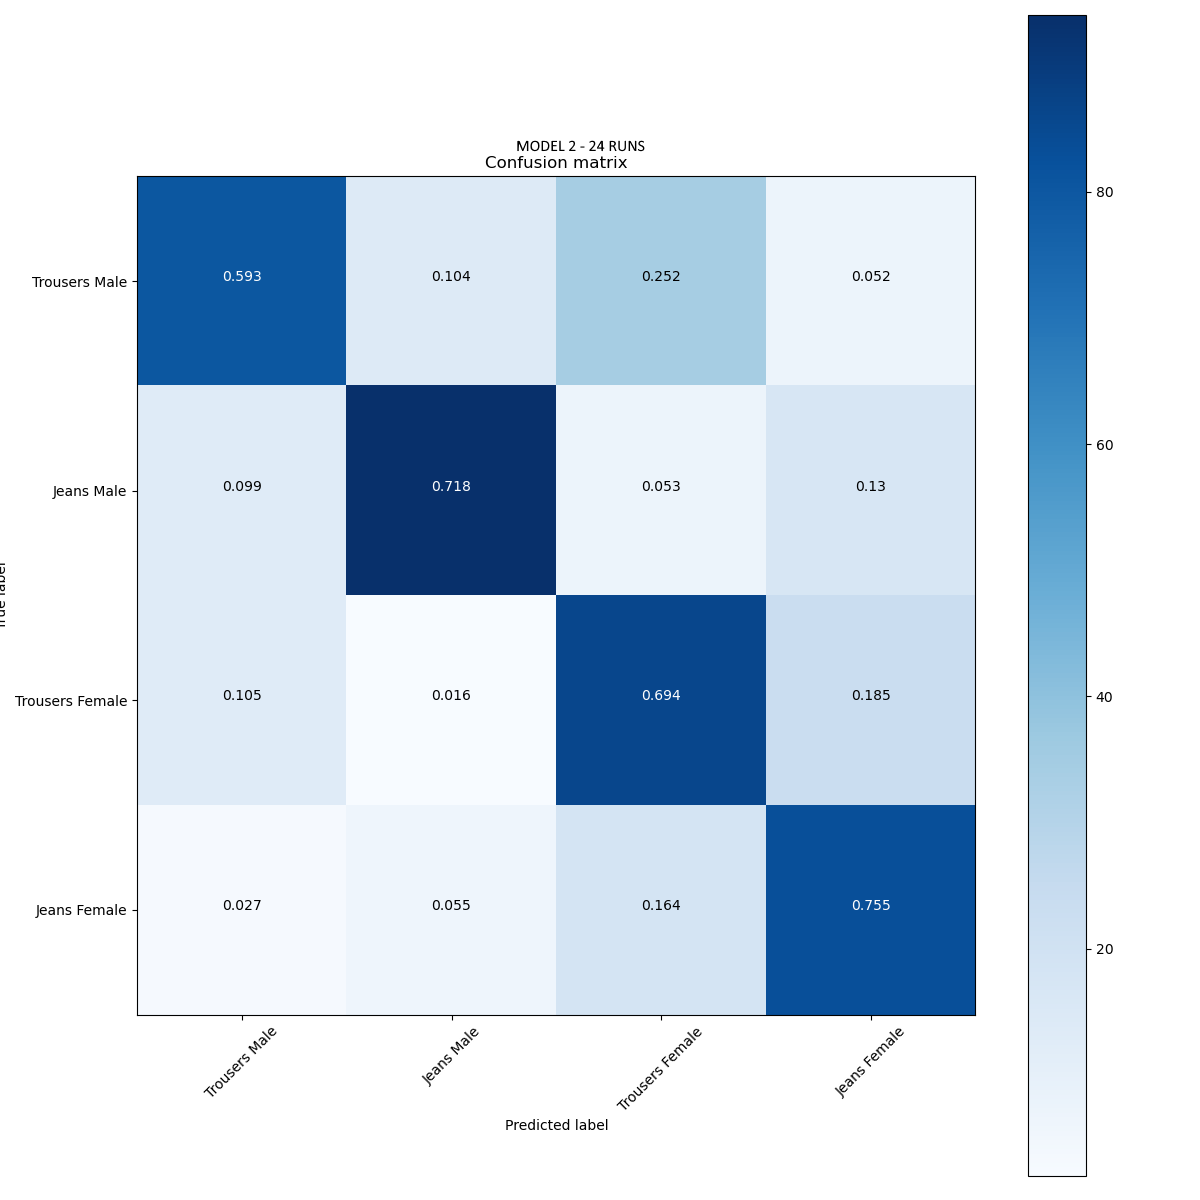 MODEL 2 - 24 RUNS
Confusion matrix
80
60
40
20
Trousers Male
0.593 0.104 0.252 0.052
Jeans Male
0.099 0.718 0.053 0.13
Trousers Female
0.105 0.016 0.694 0.185
Jeans Female
0.027 0.055 0.164 0.755
True label
Trousers Male
Jeans Male
Trousers Female
Jeans Female
Predicted label